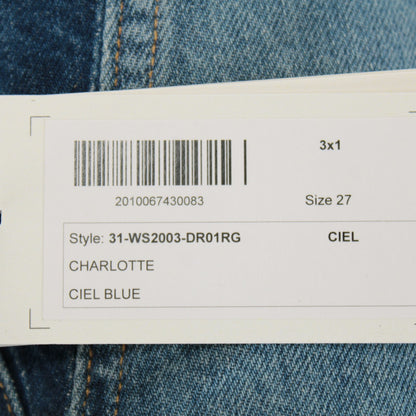 3x1
2010067430083
Size 27
Style: 31-WS2003-DR01RG CIEL
CHARLOTTE
CIEL BLUE